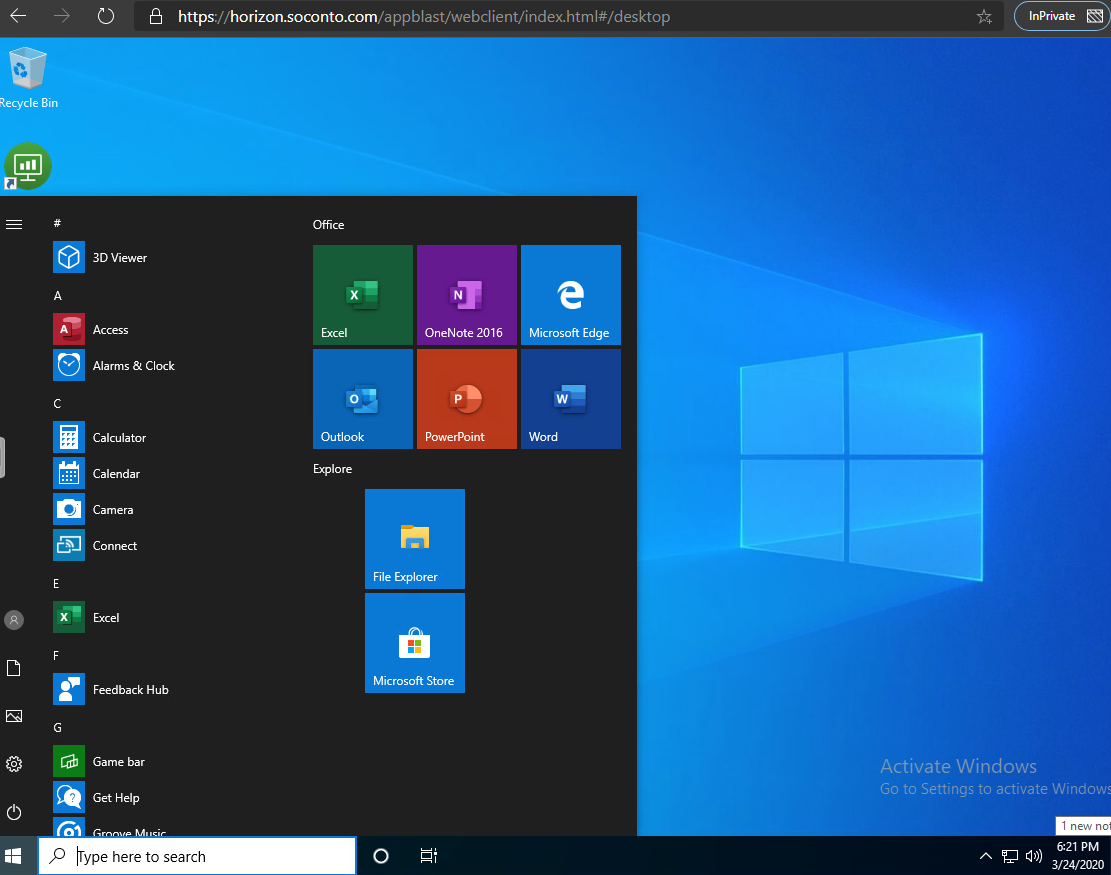 https://horizon.soconto.com/appblast/webclient/index.html#/desktop
InPrivate
Recycle Bin
#
3D Viewer
A
Access
Alarms & Clock
C
Calculator
Calendar
Camera
Connect
E
Excel
F
Feedback Hub
G
Game bar
Get Help
Groove Music
Office
Excel
OneNote 2016
Microsoft Edge
Outlook
PowerPoint
Word
Explore
File Explorer
Microsoft Store
Activate Windows
Go to Settings to activate Windows
1 new not
Type here to search
6:21 PM
3/24/2020